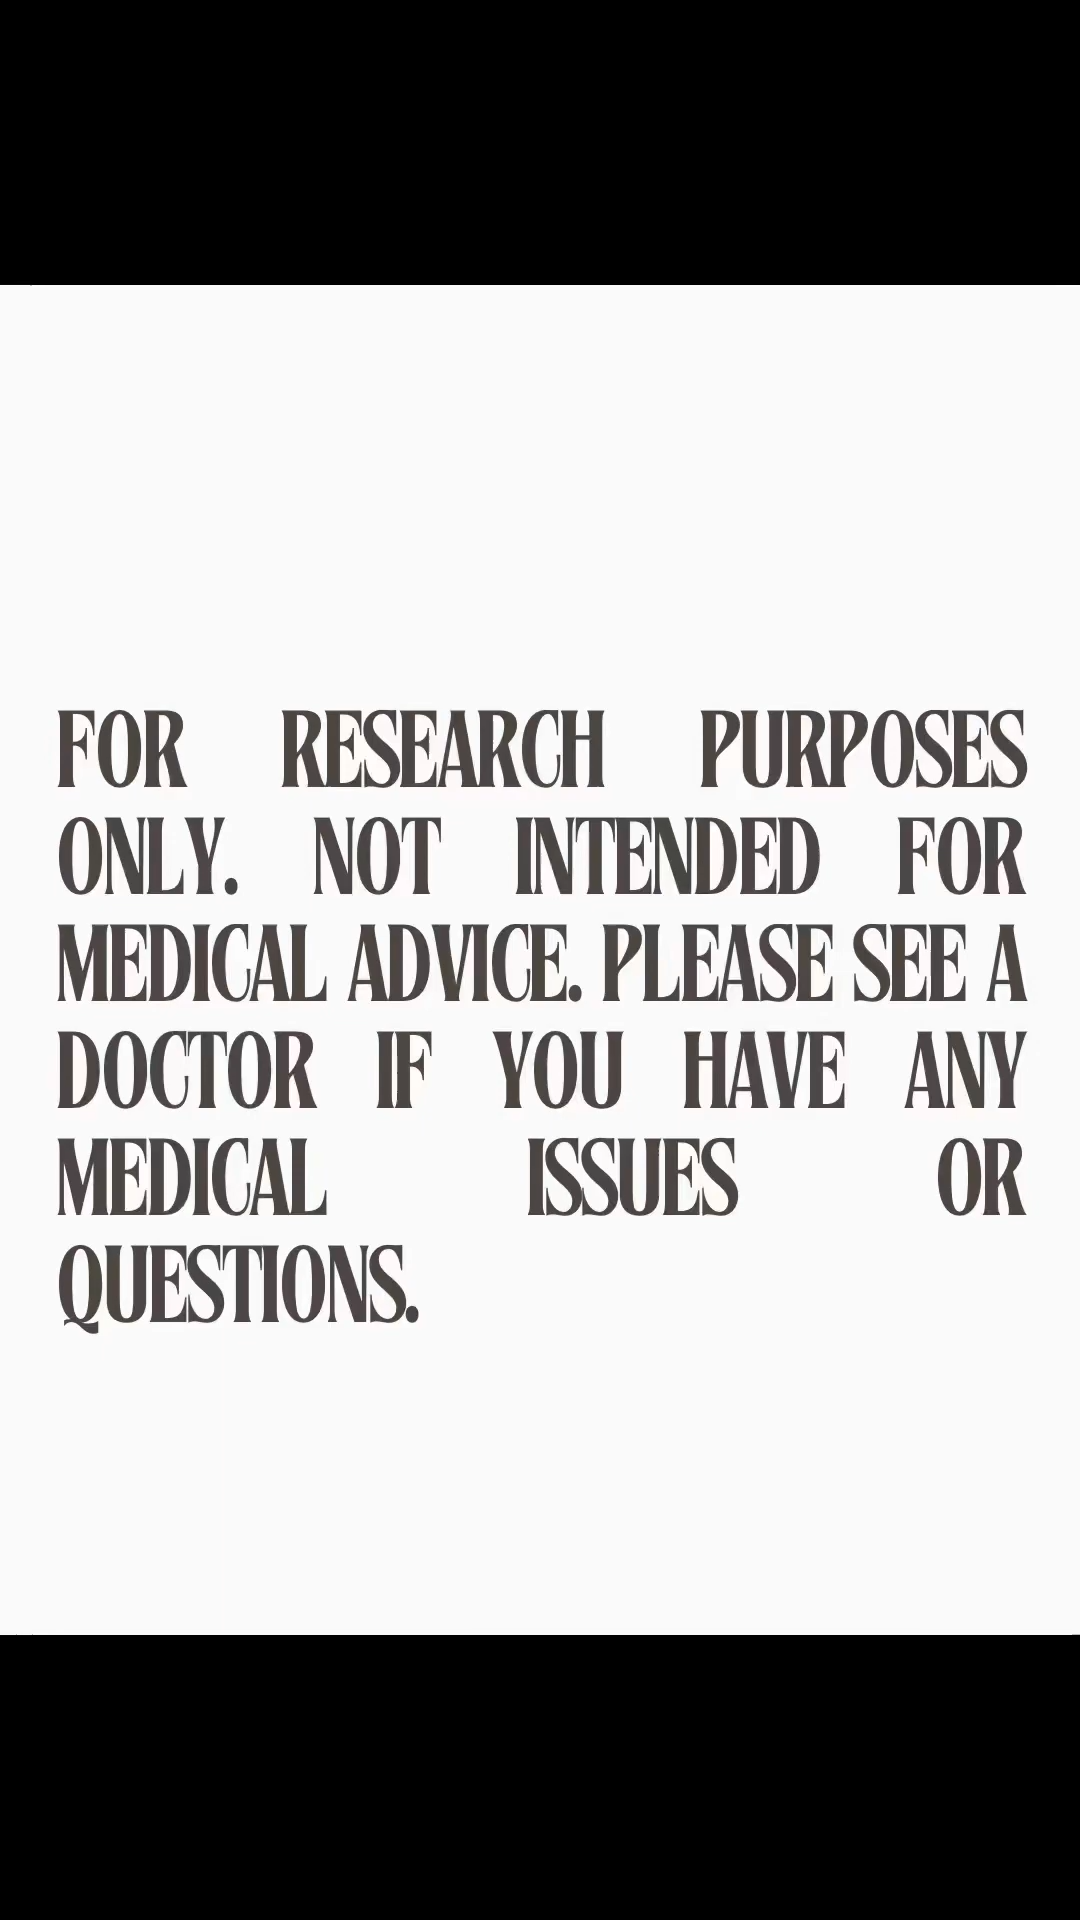 FOR RESEARCH PURPOSES
ONLY. NOT INTENDED FOR
MEDICAL ADVICE. PLEASE SEE A
DOCTOR IF YOU HAVE ANY
MEDICAL ISSUES OR
QUESTIONS.